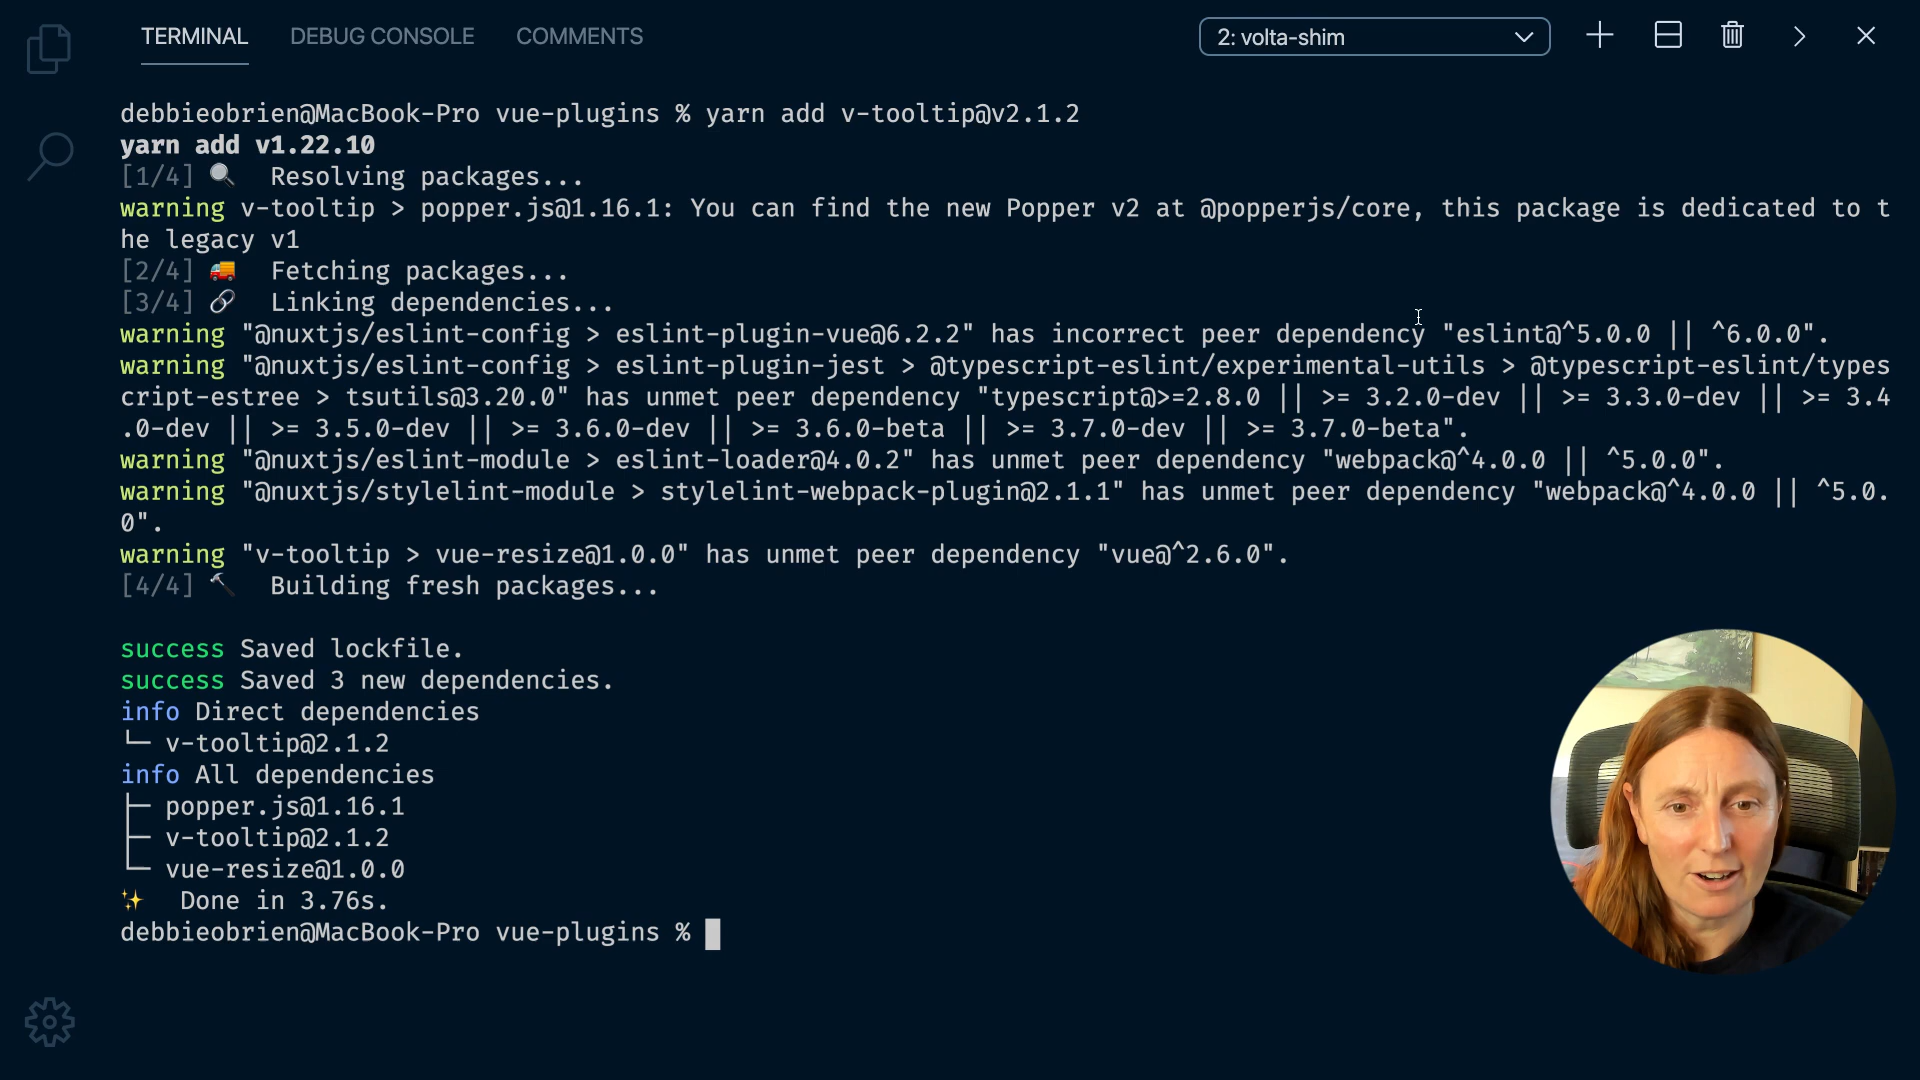 TERMINAL DEBUG CONSOLE COMMENTS 2: volta-shim
debbieobrien@MacBook-Pro vue-plugins % yarn add v-tooltip@v2.1.2
yarn add v1.22.10
[1/4] 🔍 Resolving packages...
warning v-tooltip > popper.js@1.16.1: You can find the new Popper v2 at @popperjs/core, this package is dedicated to t
he legacy v1
[2/4] 🚚 Fetching packages...
[3/4] 🔗 Linking dependencies...
warning "@nuxtjs/eslint-config > eslint-plugin-vue@6.2.2" has incorrect peer dependency "eslint@^5.0.0 || ^6.0.0".
warning "@nuxtjs/eslint-config > eslint-plugin-jest > @typescript-eslint/experimental-utils > @typescript-eslint/types
cript-estree > tsutils@3.20.0" has unmet peer dependency "typescript@>=2.8.0 || >= 3.2.0-dev || >= 3.3.0-dev || >= 3.4
.0-dev || >= 3.5.0-dev || >= 3.6.0-dev || >= 3.6.0-beta || >= 3.7.0-dev || >= 3.7.0-beta".
warning "@nuxtjs/eslint-module > eslint-loader@4.0.2" has unmet peer dependency "webpack@^4.0.0 || ^5.0.0".
warning "@nuxtjs/stylelint-module > stylelint-webpack-plugin@2.1.1" has unmet peer dependency "webpack@^4.0.0 || ^5.0.
0".
warning "v-tooltip > vue-resize@1.0.0" has unmet peer dependency "vue@^2.6.0".
[4/4] 🔨 Building fresh packages...
success Saved lockfile.
success Saved 3 new dependencies.
info Direct dependencies
└─ v-tooltip@2.1.2
info All dependencies
├─ popper.js@1.16.1
├─ v-tooltip@2.1.2
└─ vue-resize@1.0.0
✨ Done in 3.76s.
debbieobrien@MacBook-Pro vue-plugins %